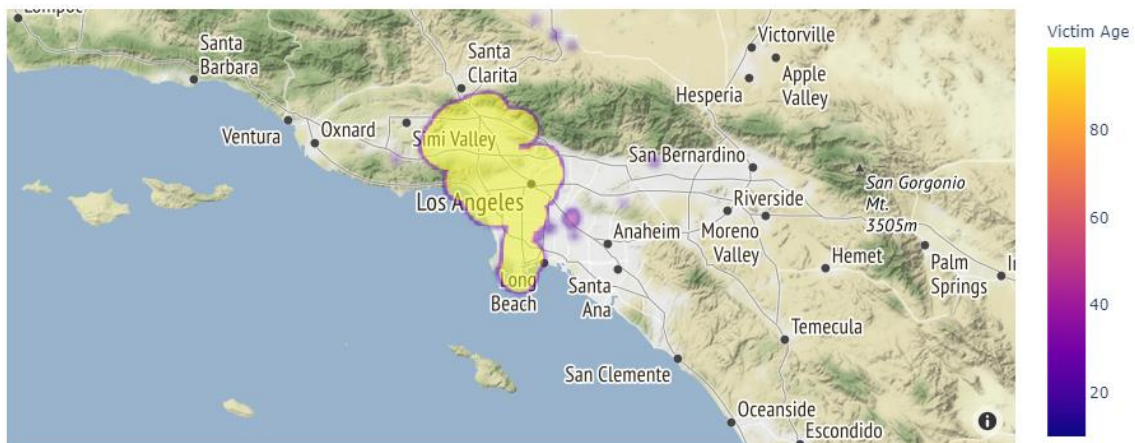 Lompoc
Santa
Barbara
Ventura
Oxnard
Santa
Clarita
Simi Valley
Los Angeles
Long
Beach
Anaheim
Santa
Ana
San Clemente
Oceanside
Escondido
Temecula
Victorville
Apple
Valley
Hesperia
San Bernardino
Riverside
Moreno
Valley
San Gorgonio
Mt.
3505m
Hemet
Palm
Springs
Victim Age
80
60
40
20